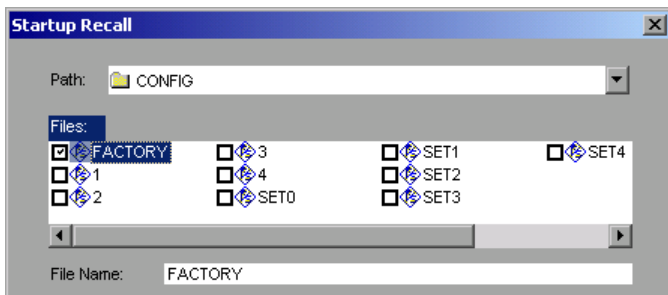 Startup Recall
Path: CONFIG
Files:
FACTORY 3 SET1 SET4
1 4 SET2
2 SET0 SET3
File Name: FACTORY